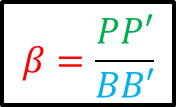 β = PP′ / BB′